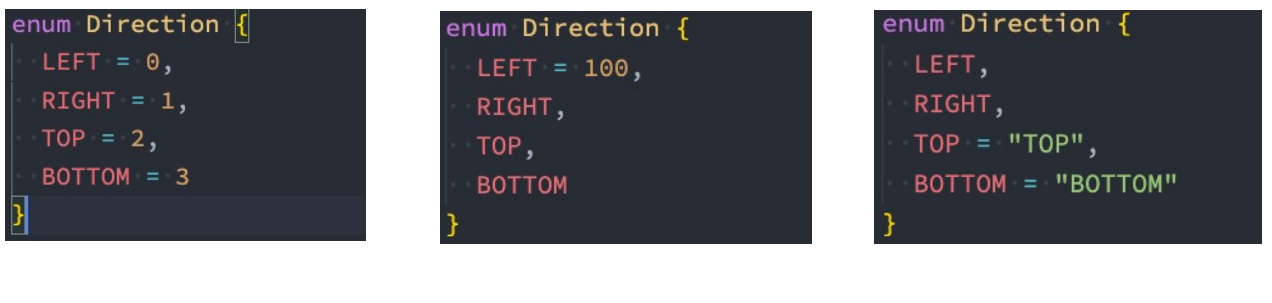 enum Direction {
  LEFT = 0,
  RIGHT = 1,
  TOP = 2,
  BOTTOM = 3
}
enum Direction {
  LEFT = 100,
  RIGHT,
  TOP,
  BOTTOM
}
enum Direction {
  LEFT,
  RIGHT,
  TOP = "TOP",
  BOTTOM = "BOTTOM"
}